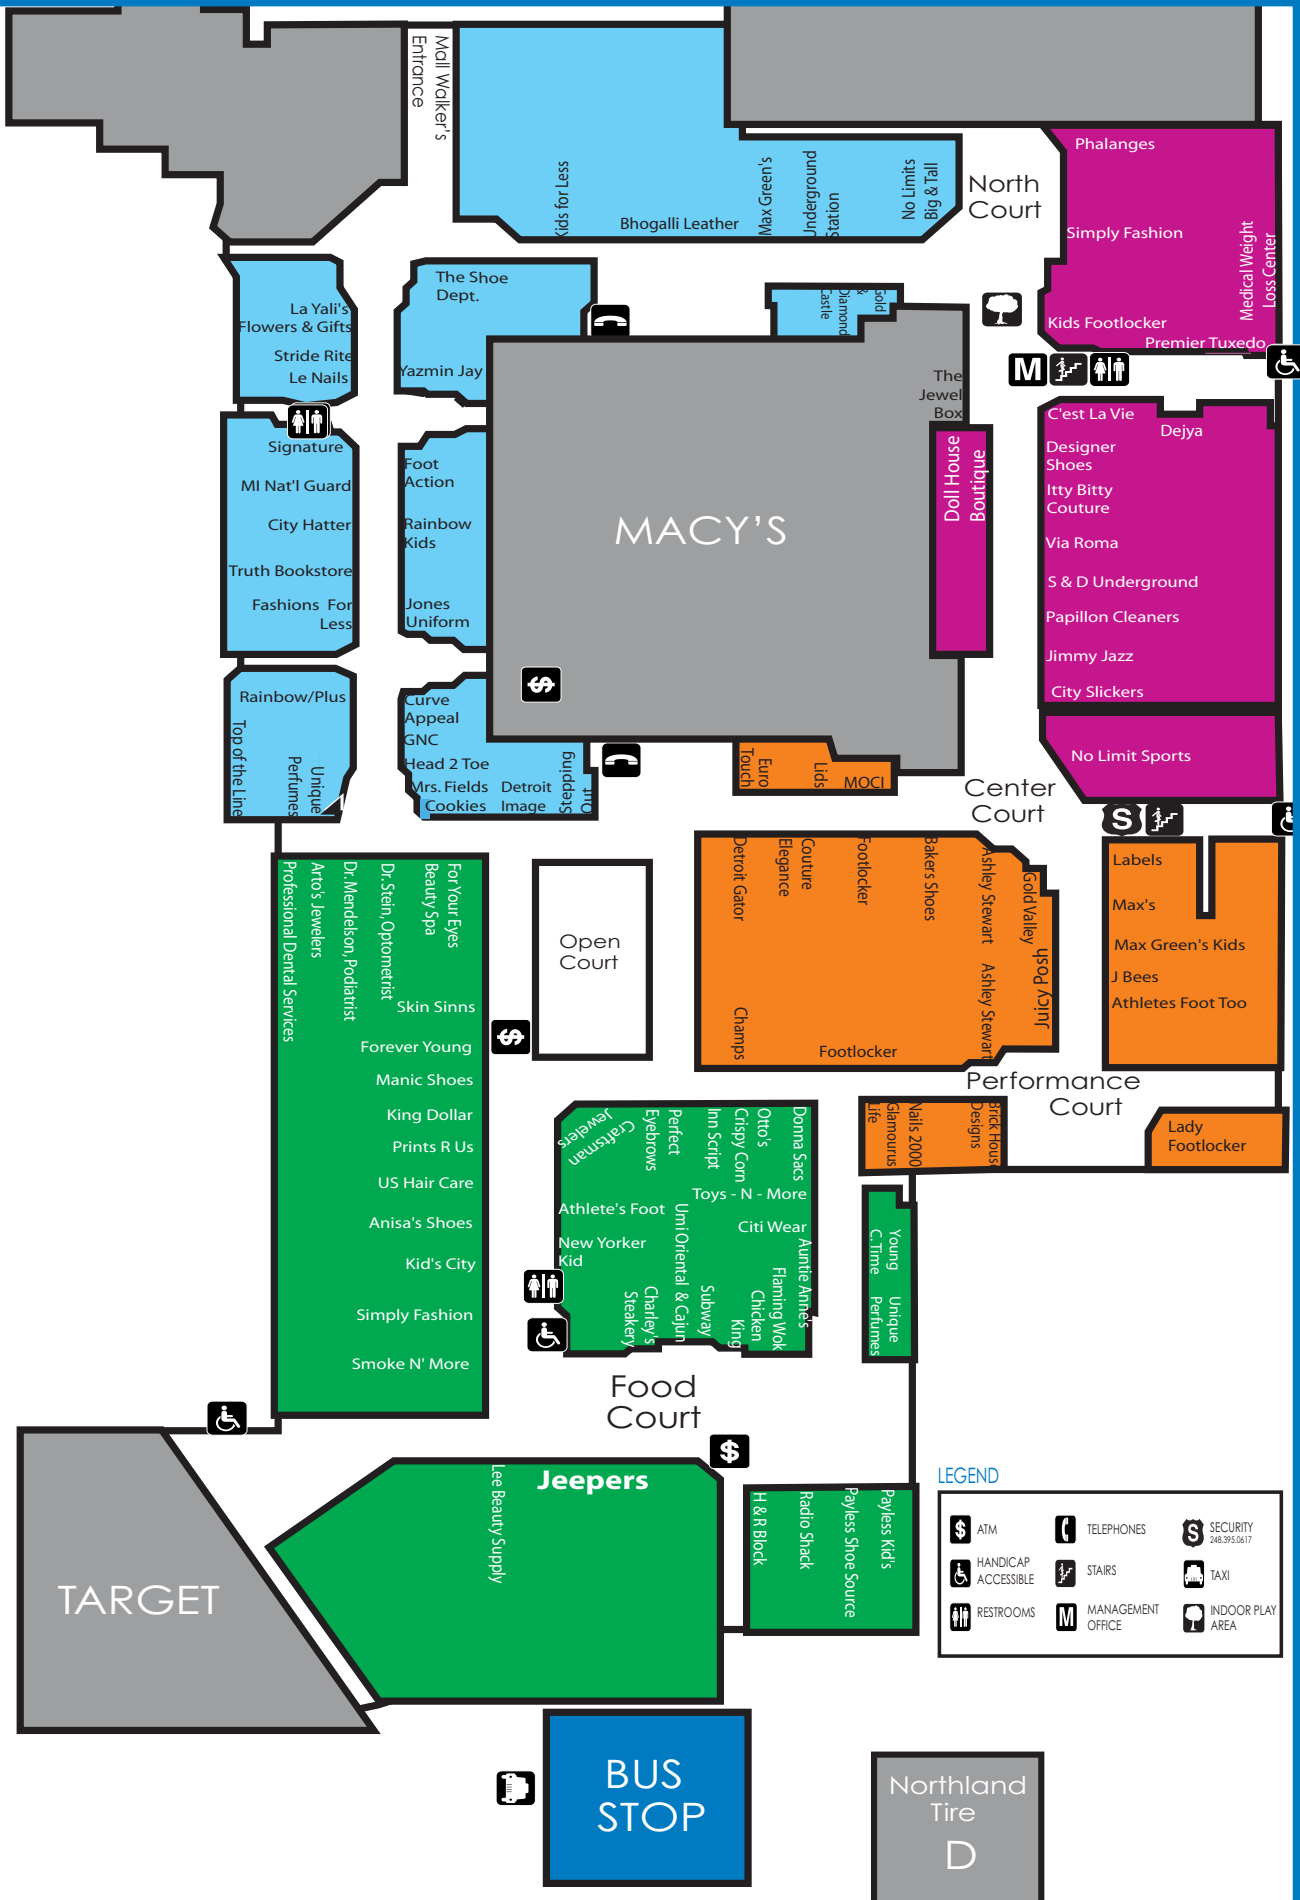 Mall Walker's
Entrance
Kids for Less
Bhogalli Leather
Max Green's
Underground
Station
No Limits
Big & Tall
North
Court
Phalanges
Simply Fashion
Medical Weight
Loss Center
Kids Footlocker
Premier Tuxedo
La Yali's
Flowers & Gifts
Stride Rite
Le Nails
The Shoe
Dept.
Yazmin Jay
Gold
&
Diamond
Castle
M
The
Jewel
Box
Signature
MI Nat'l Guard
City Hatter
Truth Bookstore
Fashions For
Less
Foot
Action
Rainbow
Kids
Jones
Uniform
MACY'S
Doll House
Boutique
C'est La Vie
Dejya
Designer
Shoes
Itty Bitty
Couture
Via Roma
S & D Underground
Papillon Cleaners
Jimmy Jazz
City Slickers
No Limit Sports
$
Rainbow/Plus
Top of the Line
Unique
Perfumes
Curve
Appeal
GNC
Head 2 Toe
Mrs. Fields
Cookies
Detroit
Image
Stepping
Out
Euro
Touch
Lids
MOCI
Center
Court
S
Professional Dental Services
Arto's Jewelers
Dr. Mendelson, Podiatrist
Dr. Stein, Optometrist
For Your Eyes
Beauty Spa
Skin Sinns
Forever Young
Manic Shoes
King Dollar
Prints R Us
US Hair Care
Anisa's Shoes
Kid's City
Simply Fashion
Smoke N' More
$
Open
Court
Detroit Gator
Couture
Elegance
Footlocker
Bakers Shoes
Ashley Stewart
Gold Valley
Juicy Posh
Champs
Footlocker
Ashley Stewart
Labels
Max's
Max Green's Kids
J Bees
Athletes Foot Too
Performance
Court
Glamourus
Life
Nails 2000
Brick House
Designs
Lady
Footlocker
Craftsman
Jewelers
Perfect
Eyebrows
Inn Script
Otto's
Crispy Corn
Donna Sacs
Toys - N - More
Athlete's Foot
Citi Wear
New Yorker
Kid
Charley's
Steakery
Umi Oriental & Cajun
Subway
King
Chicken
Flaming Wok
Auntie Anne's
Young
C. Time
Unique
Perfumes
Food
Court
$
Lee Beauty Supply
Jeepers
H & R Block
Radio Shack
Payless Shoe Source
Payless Kid's
TARGET
LEGEND
$ ATM
TELEPHONES
S SECURITY
248.395.0617
HANDICAP
ACCESSIBLE
STAIRS
TAXI
RESTROOMS
M MANAGEMENT
OFFICE
INDOOR PLAY
AREA
BUS
STOP
Northland
Tire
D